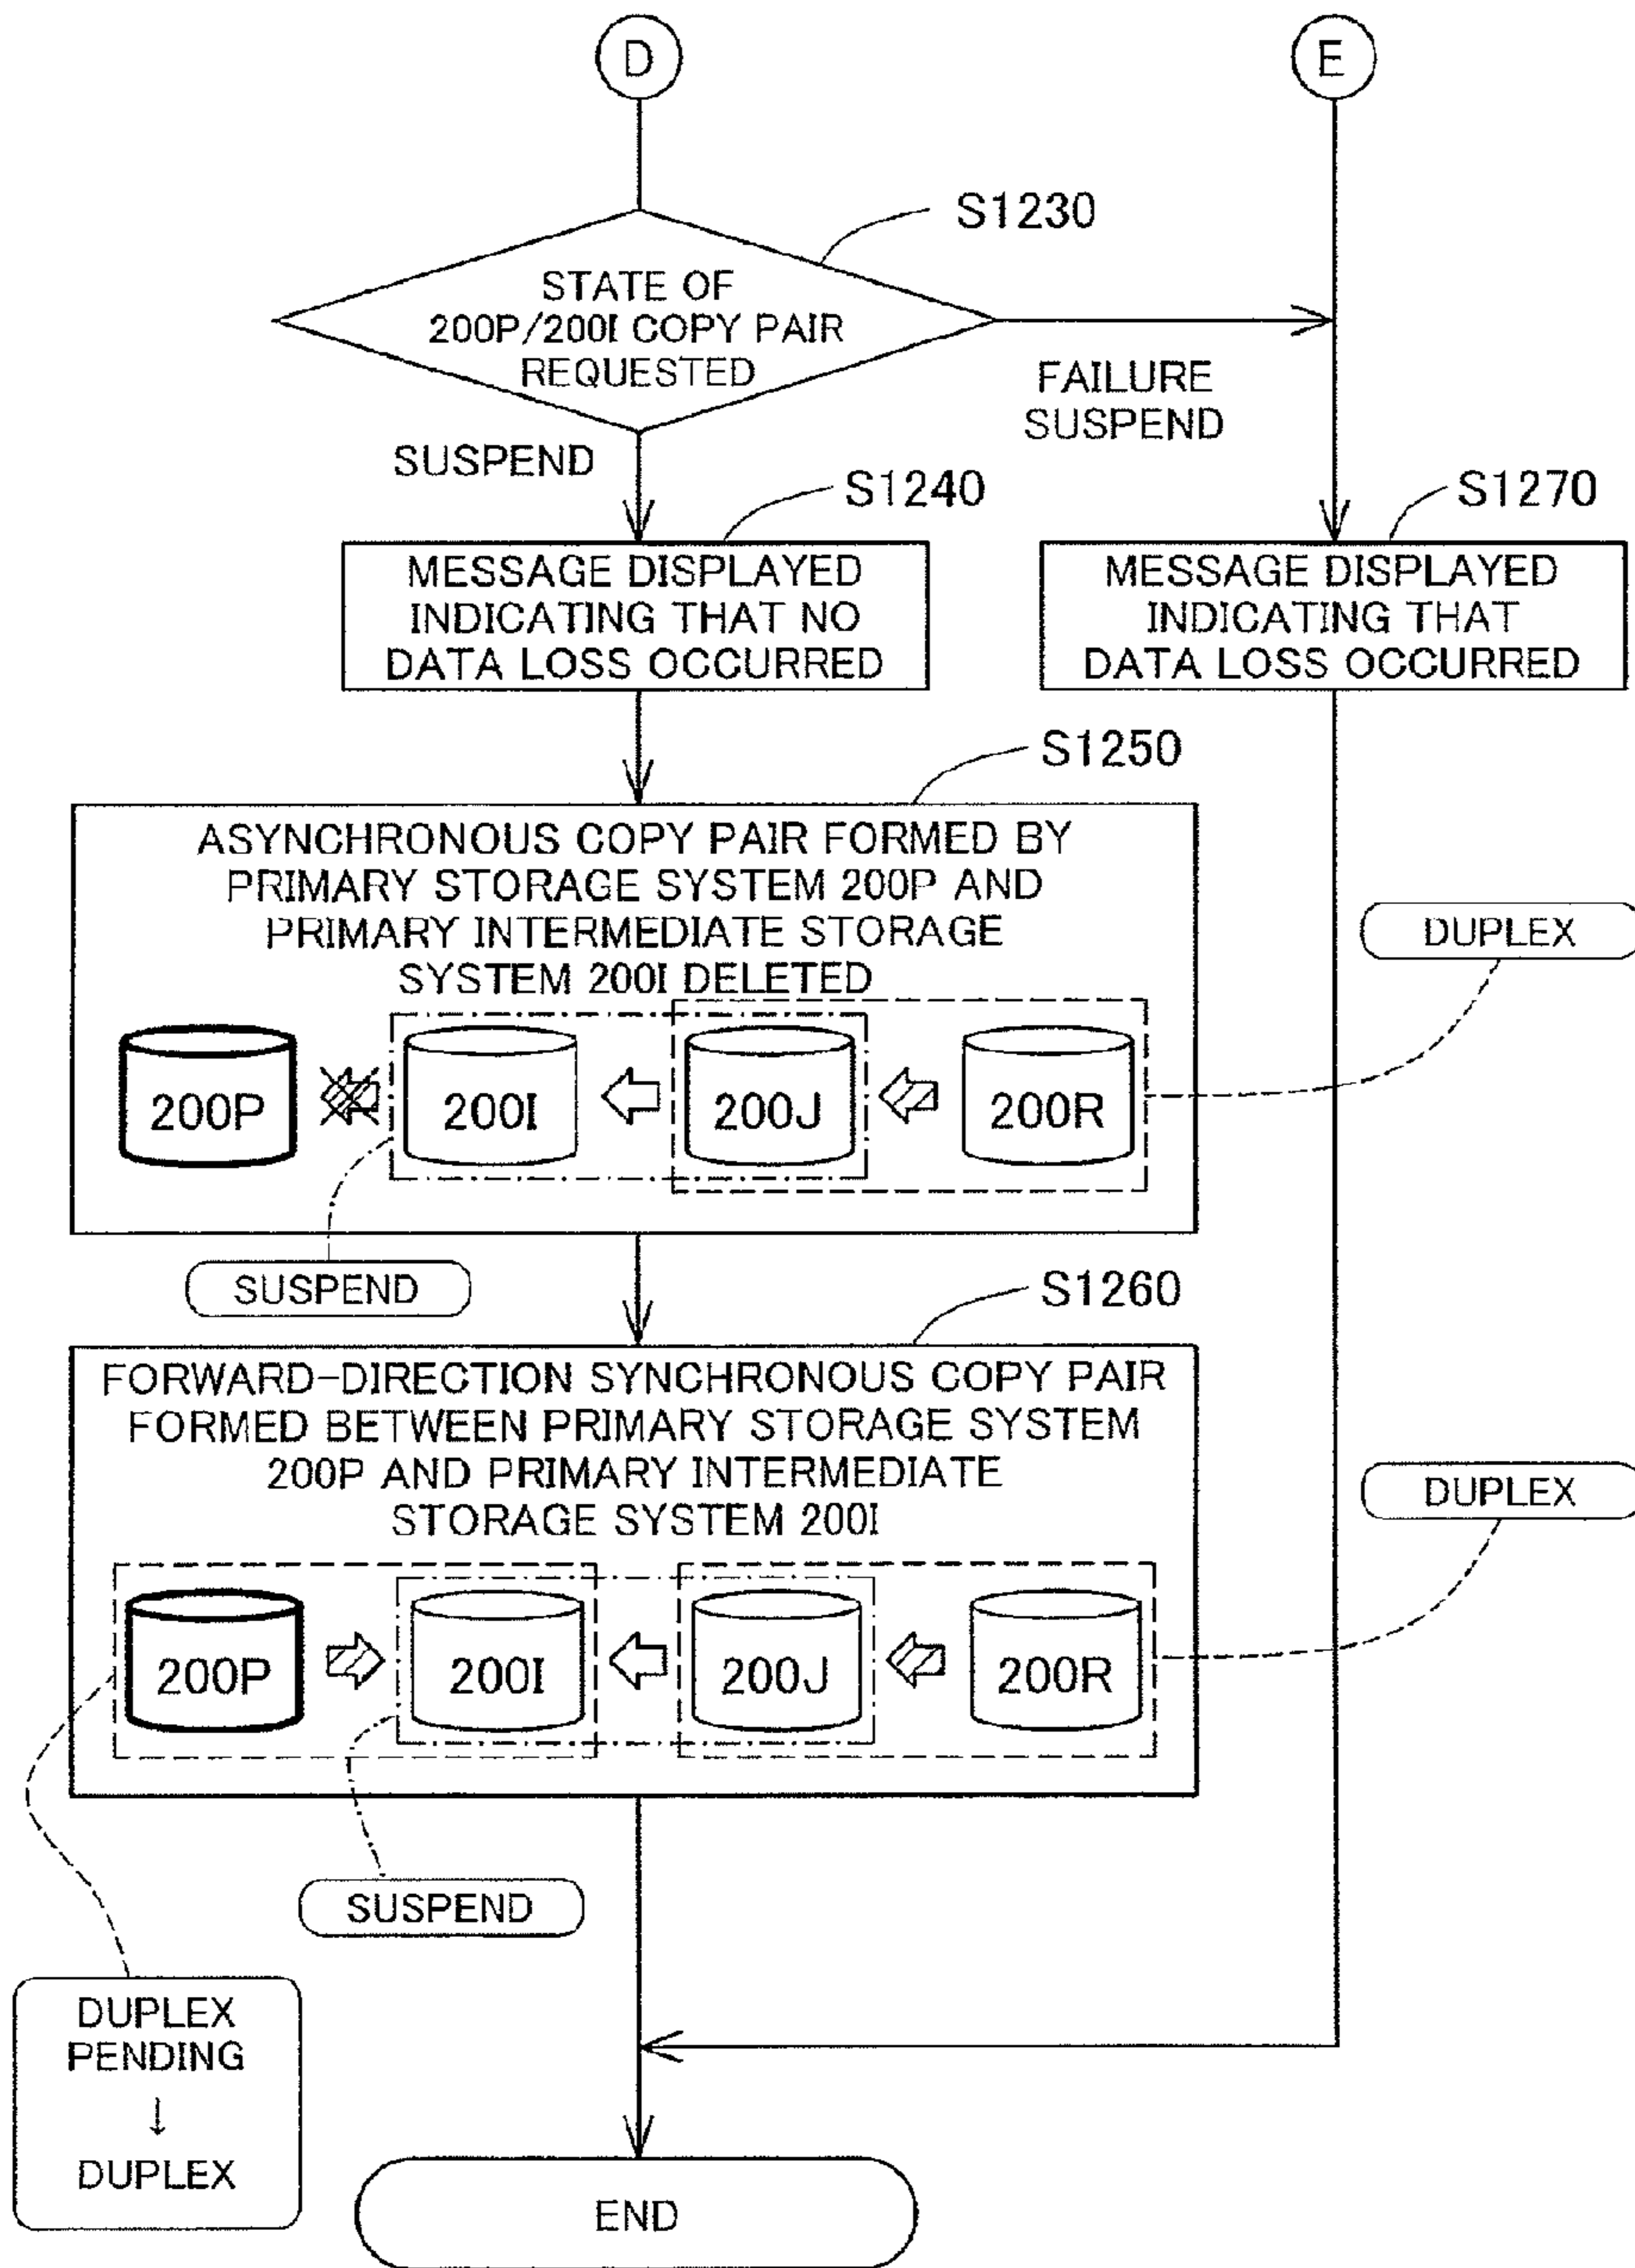 D
E
S1230
STATE OF
200P/200I COPY PAIR
REQUESTED
FAILURE
SUSPEND
SUSPEND
S1240
S1270
MESSAGE DISPLAYED
INDICATING THAT NO
DATA LOSS OCCURRED
MESSAGE DISPLAYED
INDICATING THAT
DATA LOSS OCCURRED
S1250
ASYNCHRONOUS COPY PAIR FORMED BY
PRIMARY STORAGE SYSTEM 200P AND
PRIMARY INTERMEDIATE STORAGE
SYSTEM 200I DELETED
DUPLEX
200P
200I
200J
200R
SUSPEND
S1260
FORWARD-DIRECTION SYNCHRONOUS COPY PAIR
FORMED BETWEEN PRIMARY STORAGE SYSTEM
200P AND PRIMARY INTERMEDIATE
STORAGE SYSTEM 200I
DUPLEX
200P
200I
200J
200R
SUSPEND
DUPLEX
PENDING
↓
DUPLEX
END